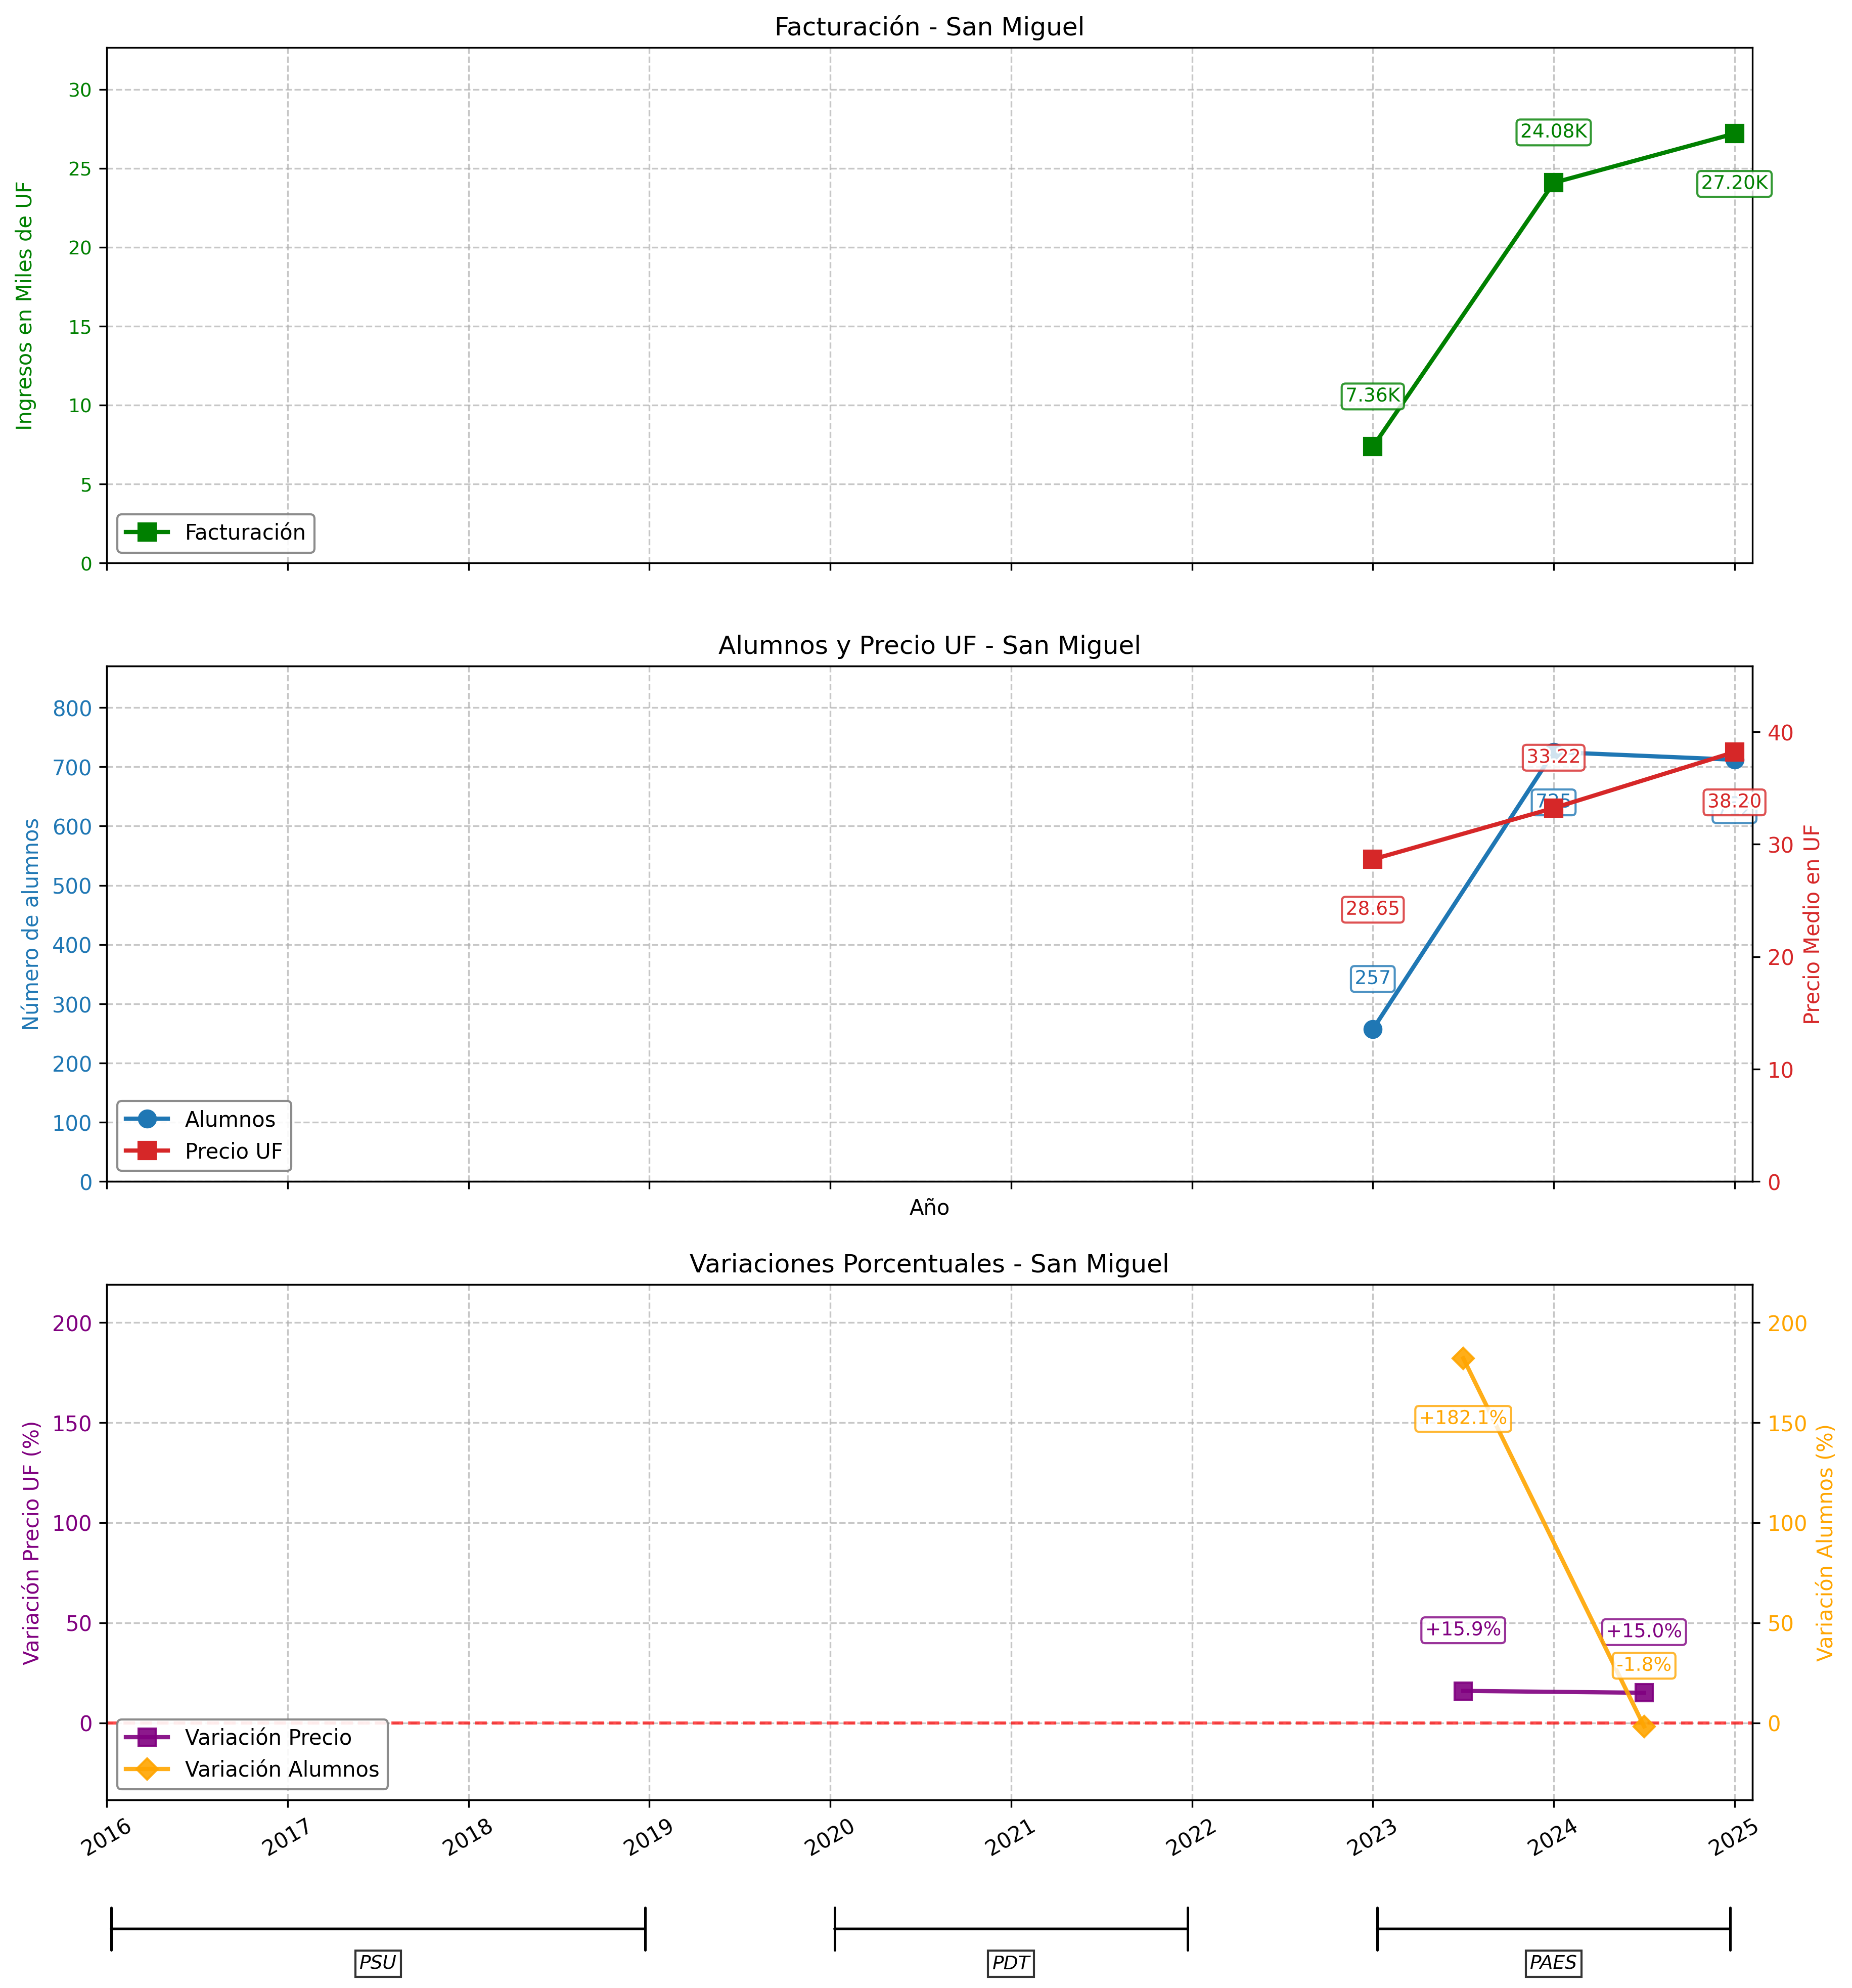 Facturación - San Miguel
Ingresos en Miles de UF
30
25
20
15
10
5
0
24.08K
27.20K
7.36K
Facturación
Alumnos y Precio UF - San Miguel
Número de alumnos
800
700
600
500
400
300
200
100
0
40
30
20
10
0
Precio Medio en UF
33.22
725
38.20
28.65
257
Alumnos
Precio UF
Año
Variaciones Porcentuales - San Miguel
Variación Precio UF (%)
200
150
100
50
0
200
150
100
50
0
Variación Alumnos (%)
+182.1%
+15.9%
+15.0%
-1.8%
Variación Precio
Variación Alumnos
2016
2017
2018
2019
2020
2021
2022
2023
2024
2025
PSU
PDT
PAES